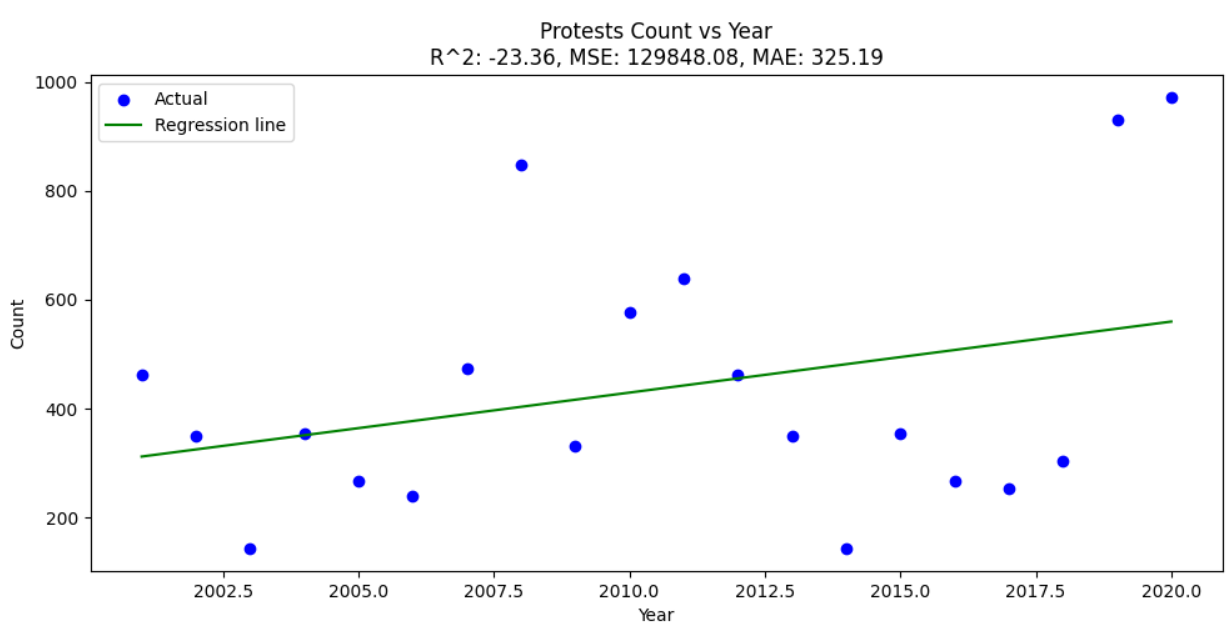 Protests Count vs Year
R^2: -23.36, MSE: 129848.08, MAE: 325.19
Actual
Regression line
1000
800
600
400
200
Count
2002.5 2005.0 2007.5 2010.0 2012.5 2015.0 2017.5 2020.0
Year